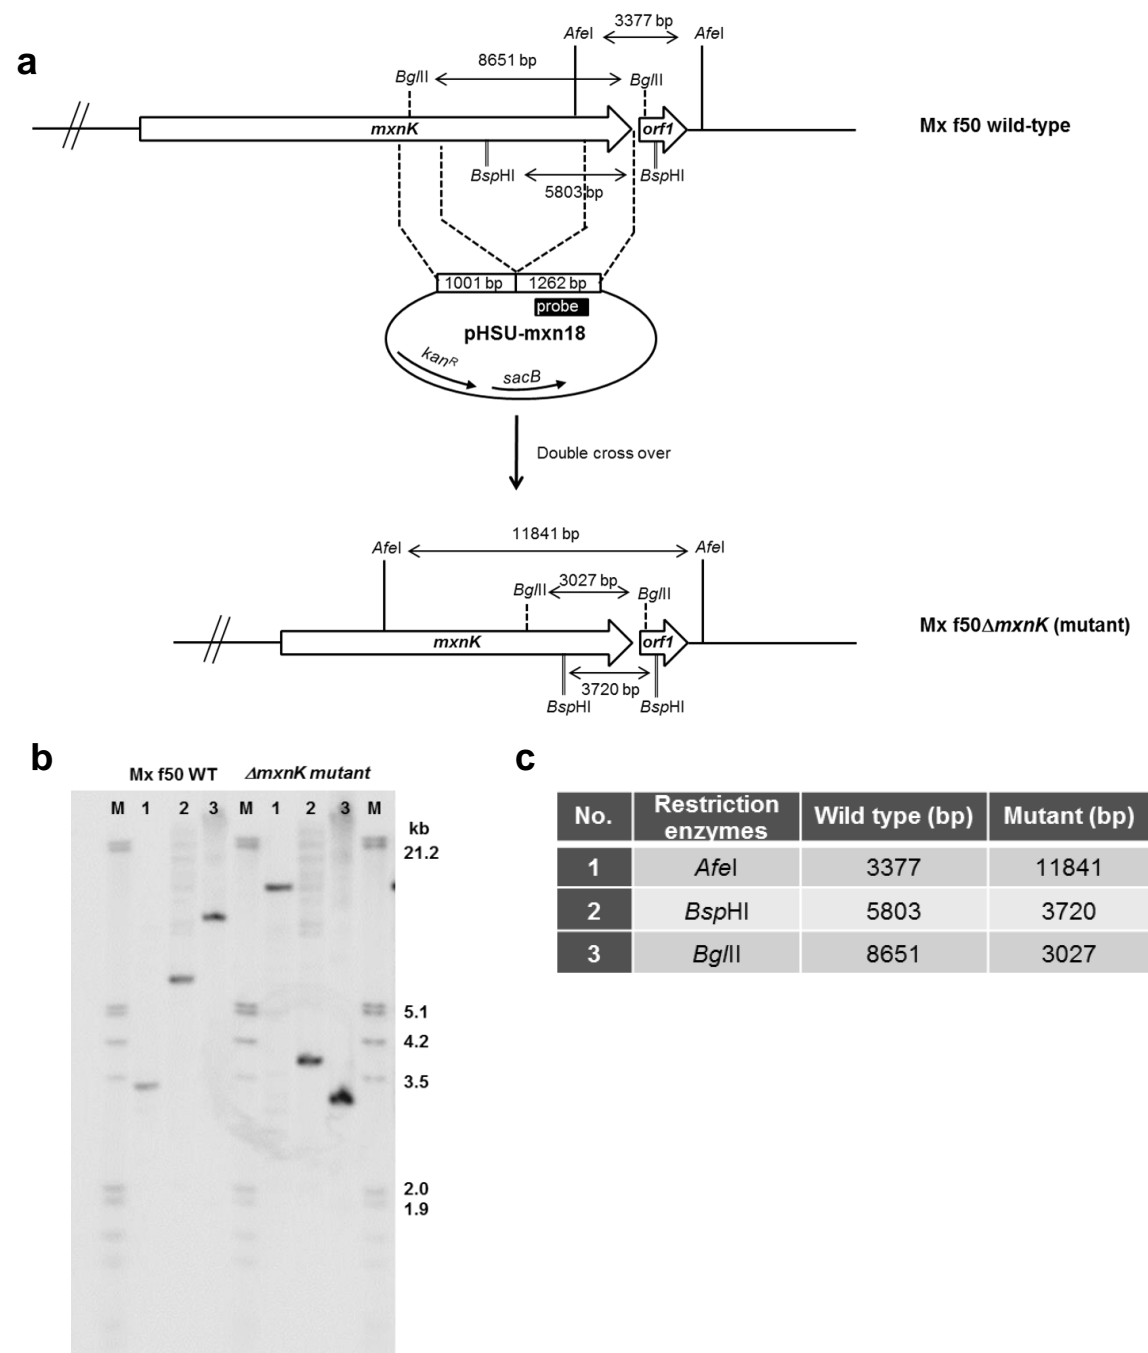 a
AfeI
3377 bp
AfeI
8651 bp
BglII
BglII
mxnK
orf1
Mx f50 wild-type
BspHI
5803 bp
BspHI
1001 bp
1262 bp
probe
pHSU-mxn18
kanR
sacB
Double cross over
11841 bp
AfeI
AfeI
3027 bp
BglII
BglII
mxnK
orf1
Mx f50ΔmxnK (mutant)
3720 bp
BspHI
BspHI
b
Mx f50 WT
ΔmxnK mutant
M 1 2 3 M 1 2 3 M
kb
21.2
5.1
4.2
3.5
2.0
1.9
c
No. Restriction enzymes Wild type (bp) Mutant (bp)
1 AfeI 3377 11841
2 BspHI 5803 3720
3 BglII 8651 3027